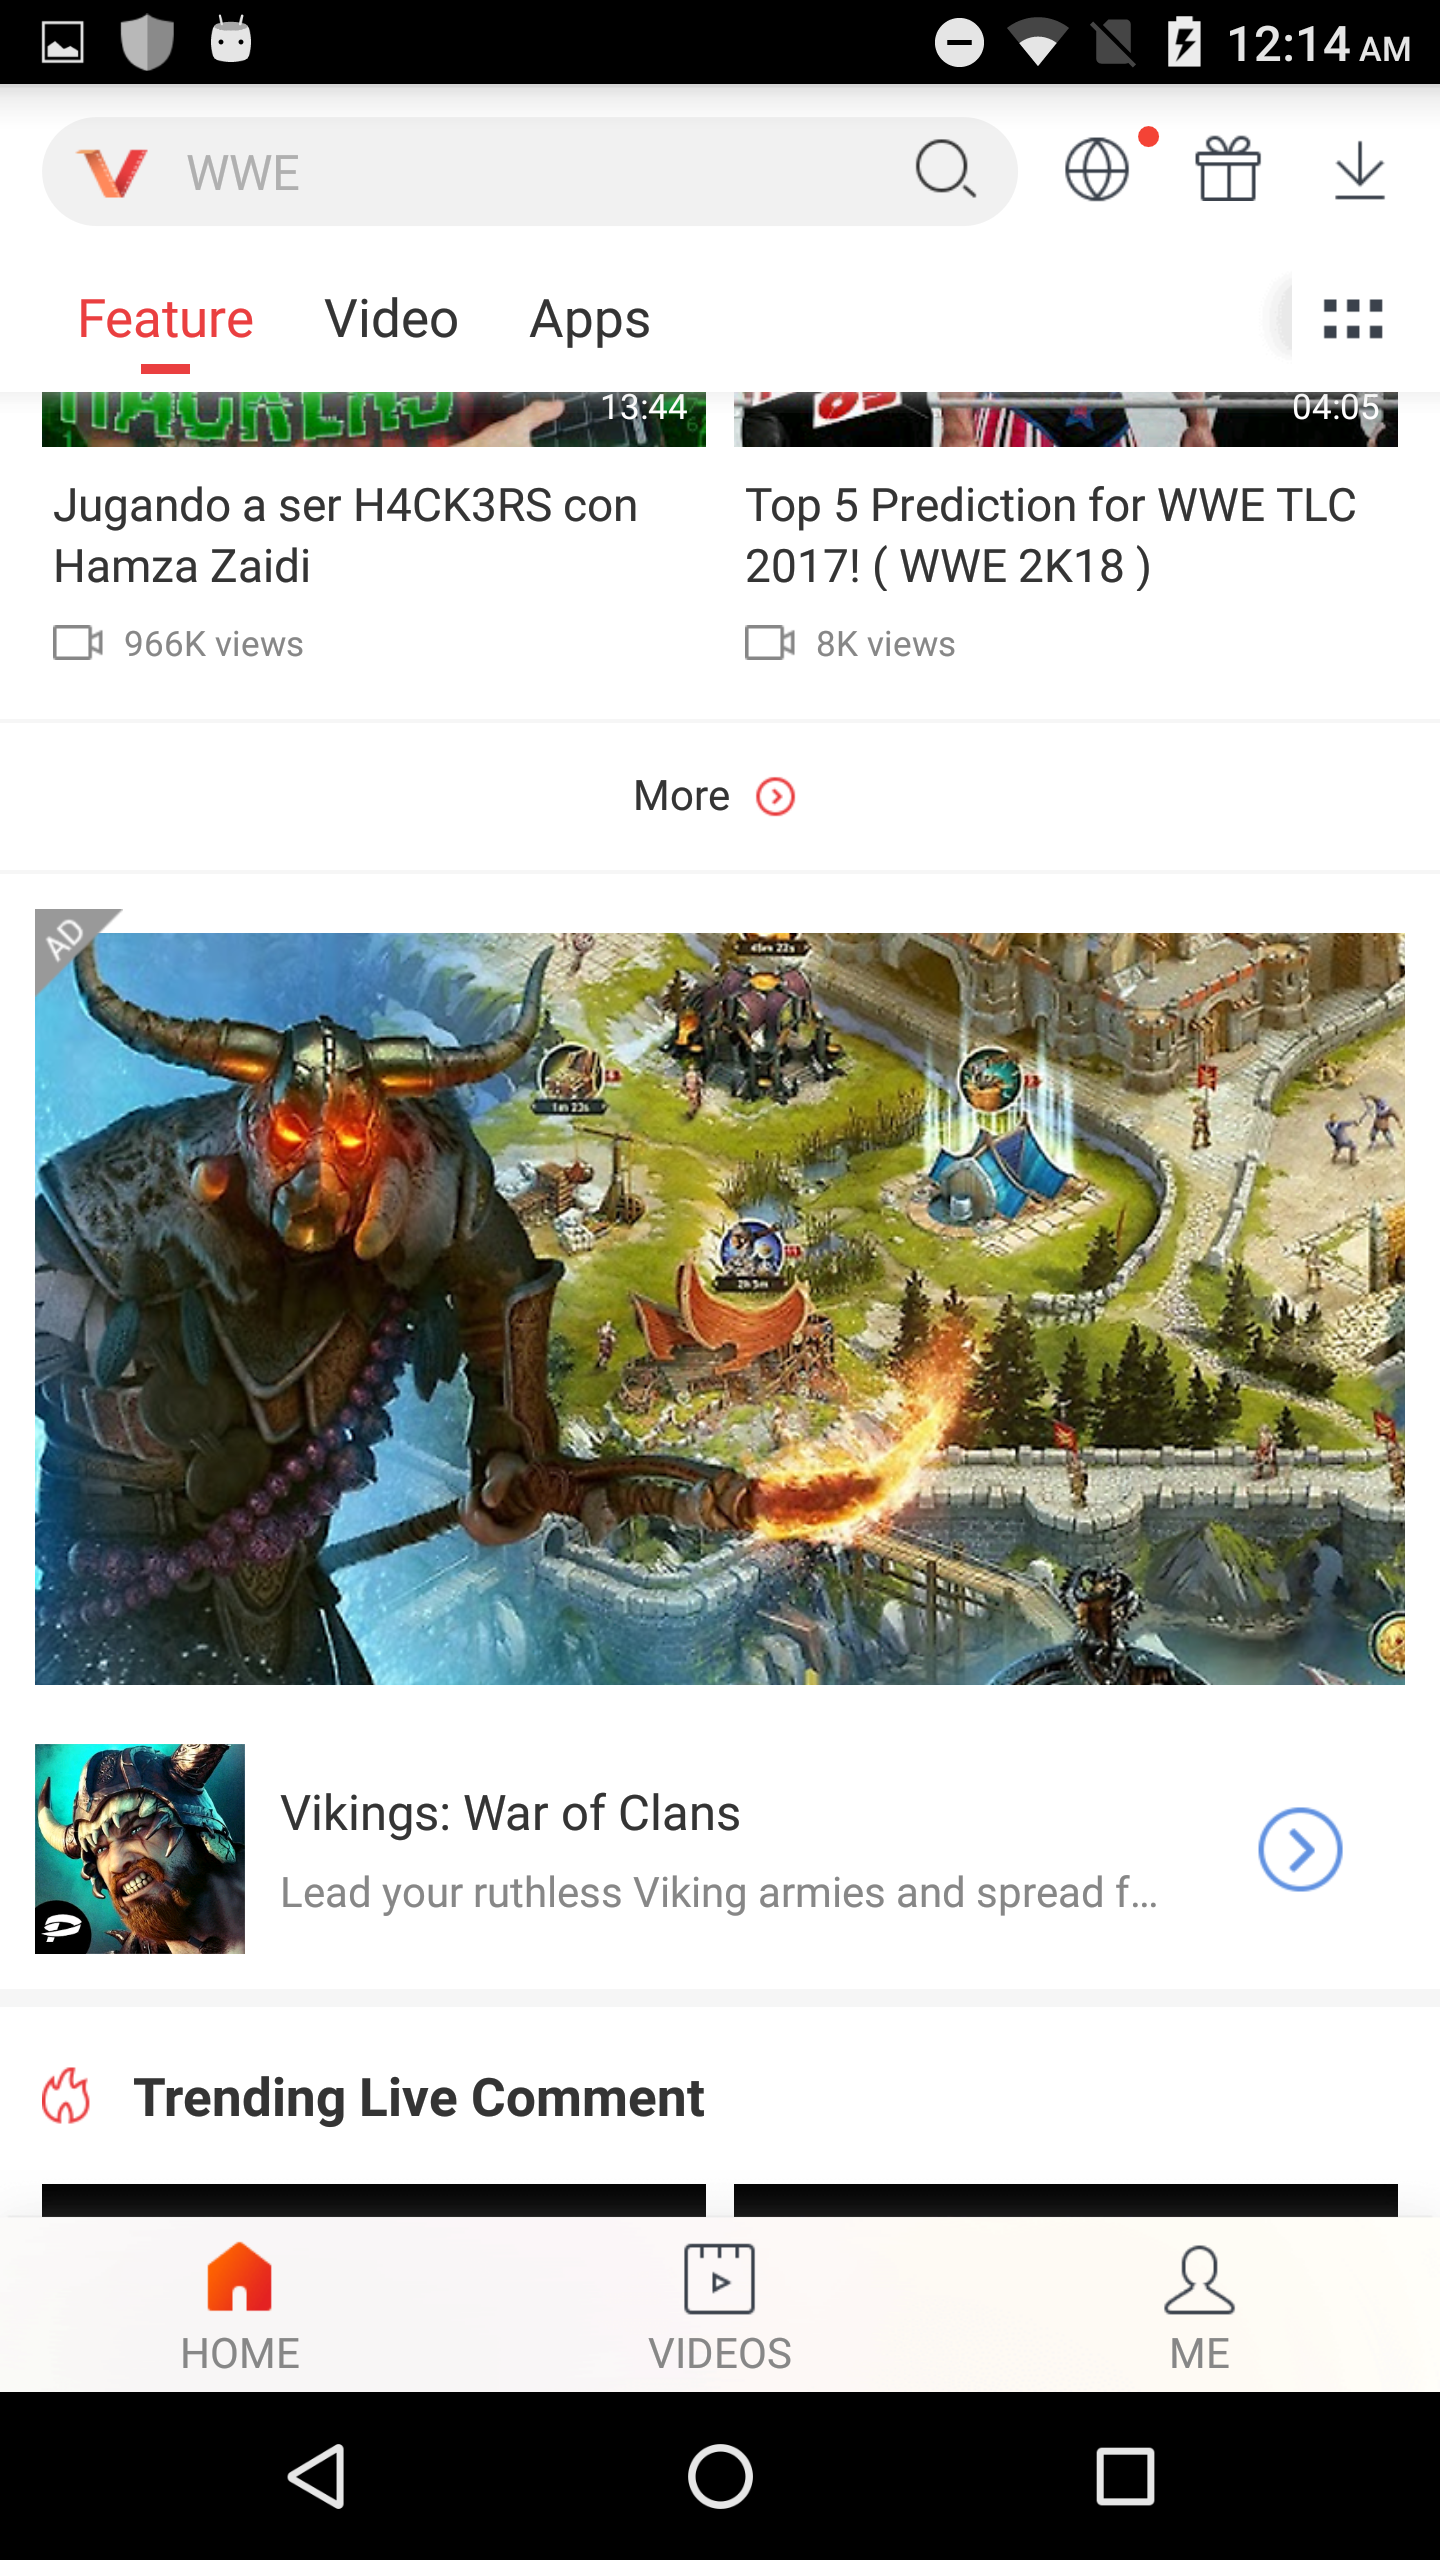 12:14 AM
WWE
Feature Video Apps
13:44
04:05
Jugando a ser H4CK3RS con
Hamza Zaidi
966K views
Top 5 Prediction for WWE TLC
2017! ( WWE 2K18 )
8K views
More
AD
Vikings: War of Clans
Lead your ruthless Viking armies and spread f...
Trending Live Comment
HOME
VIDEOS
ME